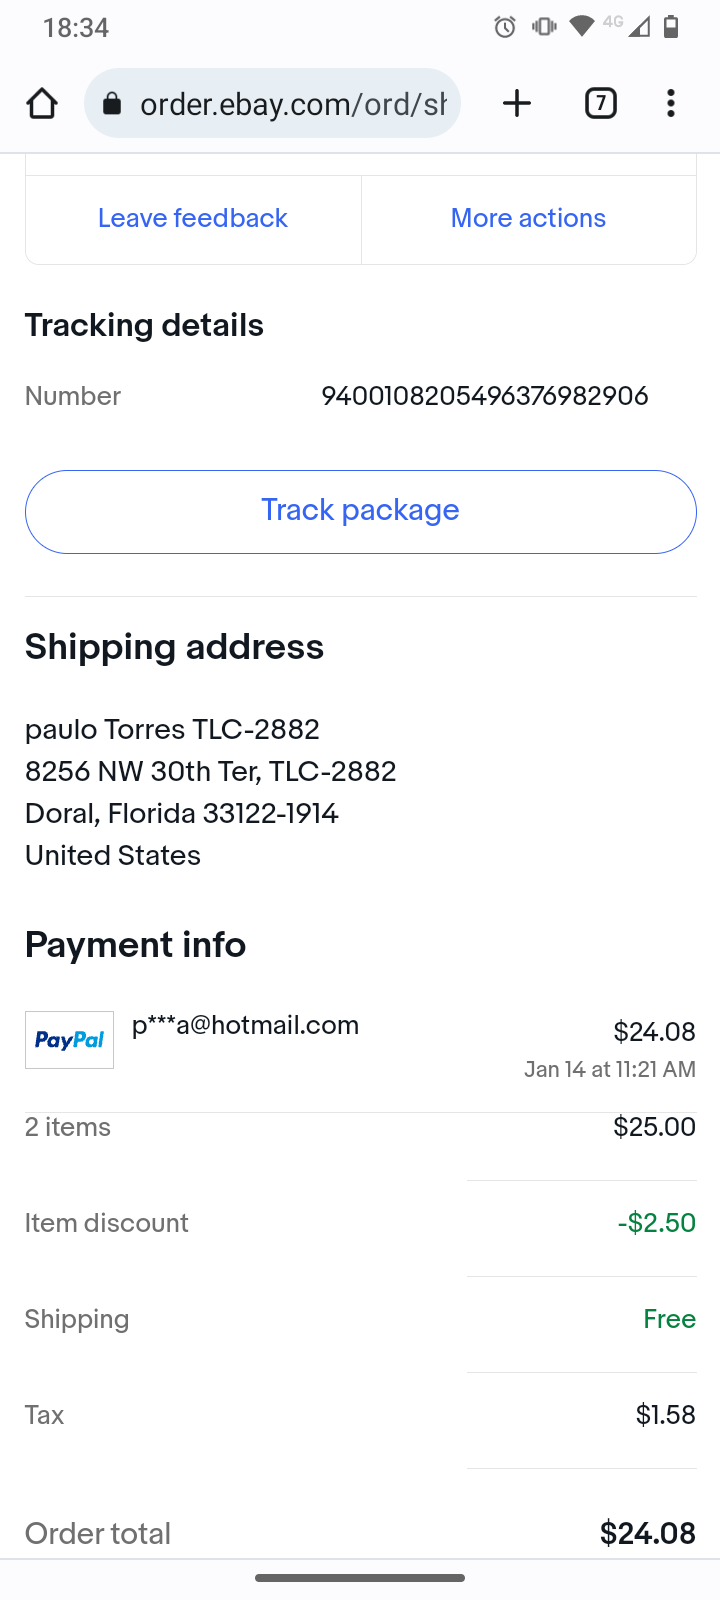 18:34
4G
order.ebay.com/ord/sh
7
Leave feedback
More actions
Tracking details
Number 9400108205496376982906
Track package
Shipping address
paulo Torres TLC-2882
8256 NW 30th Ter, TLC-2882
Doral, Florida 33122-1914
United States
Payment info
PayPal p***a@hotmail.com $24.08
Jan 14 at 11:21 AM
2 items $25.00
Item discount -$2.50
Shipping Free
Tax $1.58
Order total $24.08